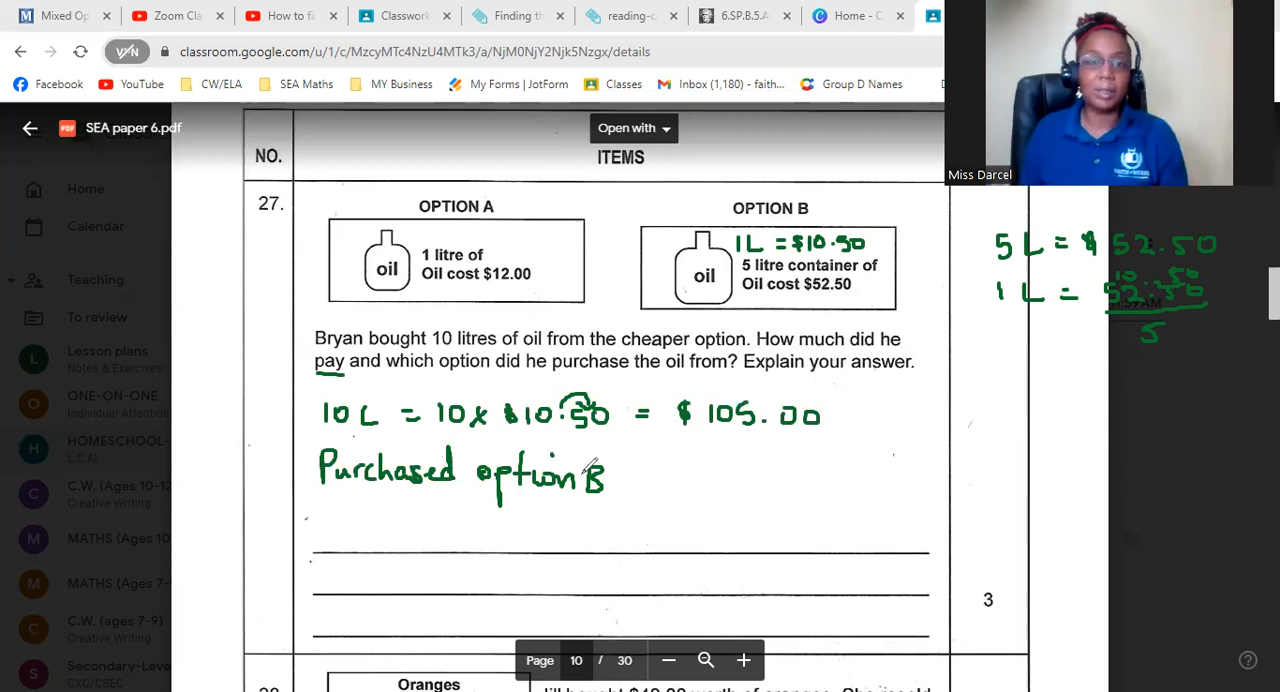 Mixed Op
Zoom Cla
How to fi
Classwork
Finding th
reading-c
6.SP.B.5.
Home - C
classroom.google.com/u/1/c/MzcyMTc4NzU4MTk3/a/NjM0NjY2Njk5Nzgx/details
Facebook
YouTube
CW/ELA
SEA Maths
MY Business
My Forms | JotForm
Classes
Inbox (1,180) - faith...
Group D Names
SEA paper 6.pdf
Open with
Miss Darcel
Home
Calendar
Teaching
To review
Lesson plans
Notes & Exercises
ONE-ON-ONE
Individual Attention
HOMESCHOOL-
L.C.M
C.W. (Ages 10-12
Creative Writing
MATHS (Ages 10
MATHS (Ages 7-
C.W. (ages 7-9)
Creative Writing
Secondary-Level
CXC/CSEC
NO.
ITEMS
27.
OPTION A
oil
1 litre of
Oil cost $12.00
OPTION B
1L = $10.50
oil
5 litre container of
Oil cost $52.50
5 L = $52.50
10 50
1 L = 52.50
5
Bryan bought 10 litres of oil from the cheaper option. How much did he
pay and which option did he purchase the oil from? Explain your answer.
10 L = 10 x $10.50 = $105.00
Purchased option B
3
Page 10 / 30
Oranges